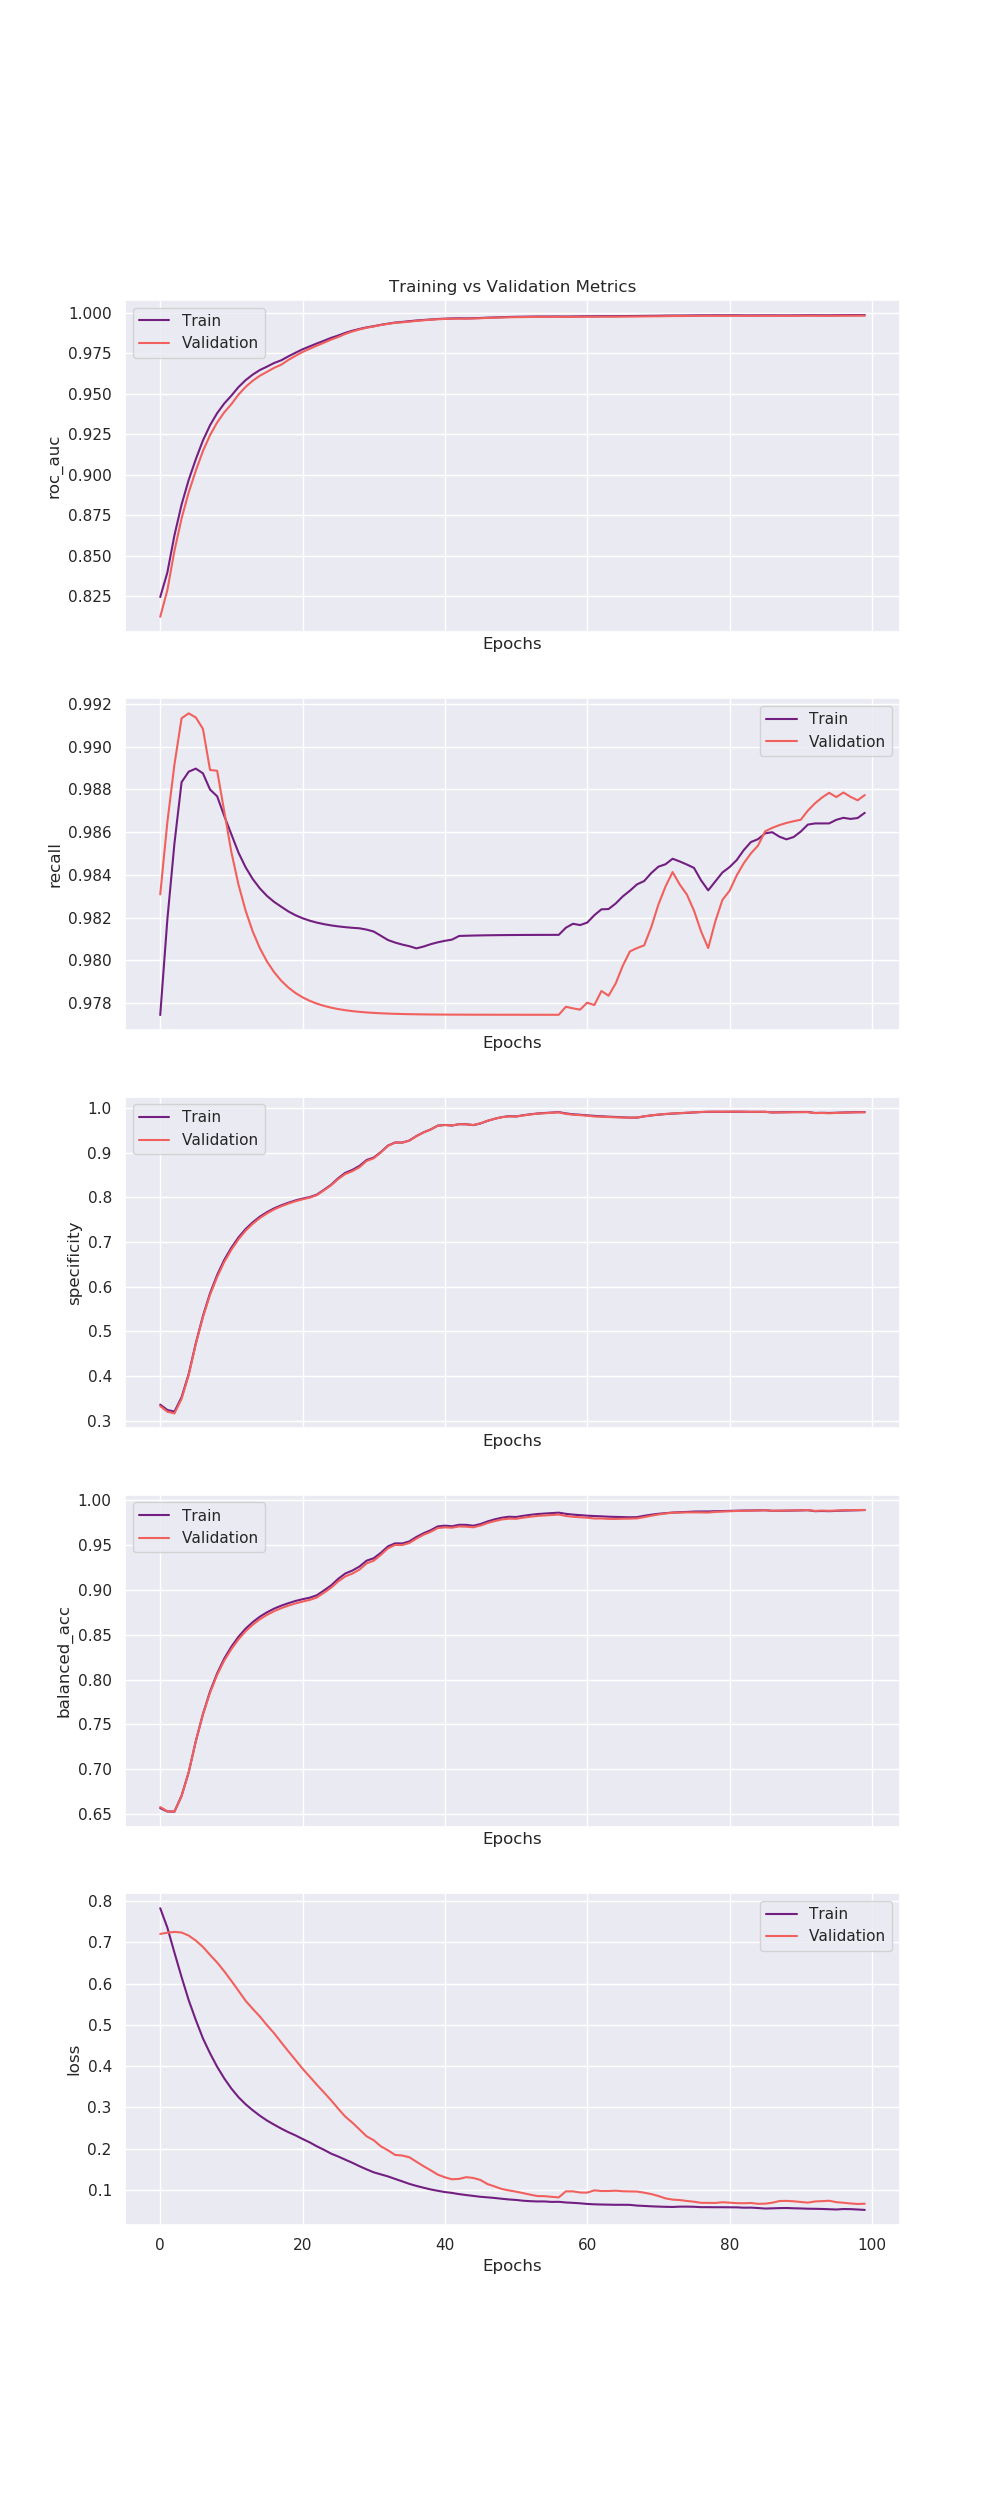 Training vs Validation Metrics
1.000
0.975
0.950
0.925
0.900
0.875
0.850
0.825
roc_auc
Train
Validation
Epochs
0.992
0.990
0.988
0.986
0.984
0.982
0.980
0.978
recall
Train
Validation
Epochs
1.0
0.9
0.8
0.7
0.6
0.5
0.4
0.3
specificity
Train
Validation
Epochs
1.00
0.95
0.90
0.85
0.80
0.75
0.70
0.65
balanced_acc
Train
Validation
Epochs
0.8
0.7
0.6
0.5
0.4
0.3
0.2
0.1
loss
Train
Validation
0 20 40 60 80 100
Epochs